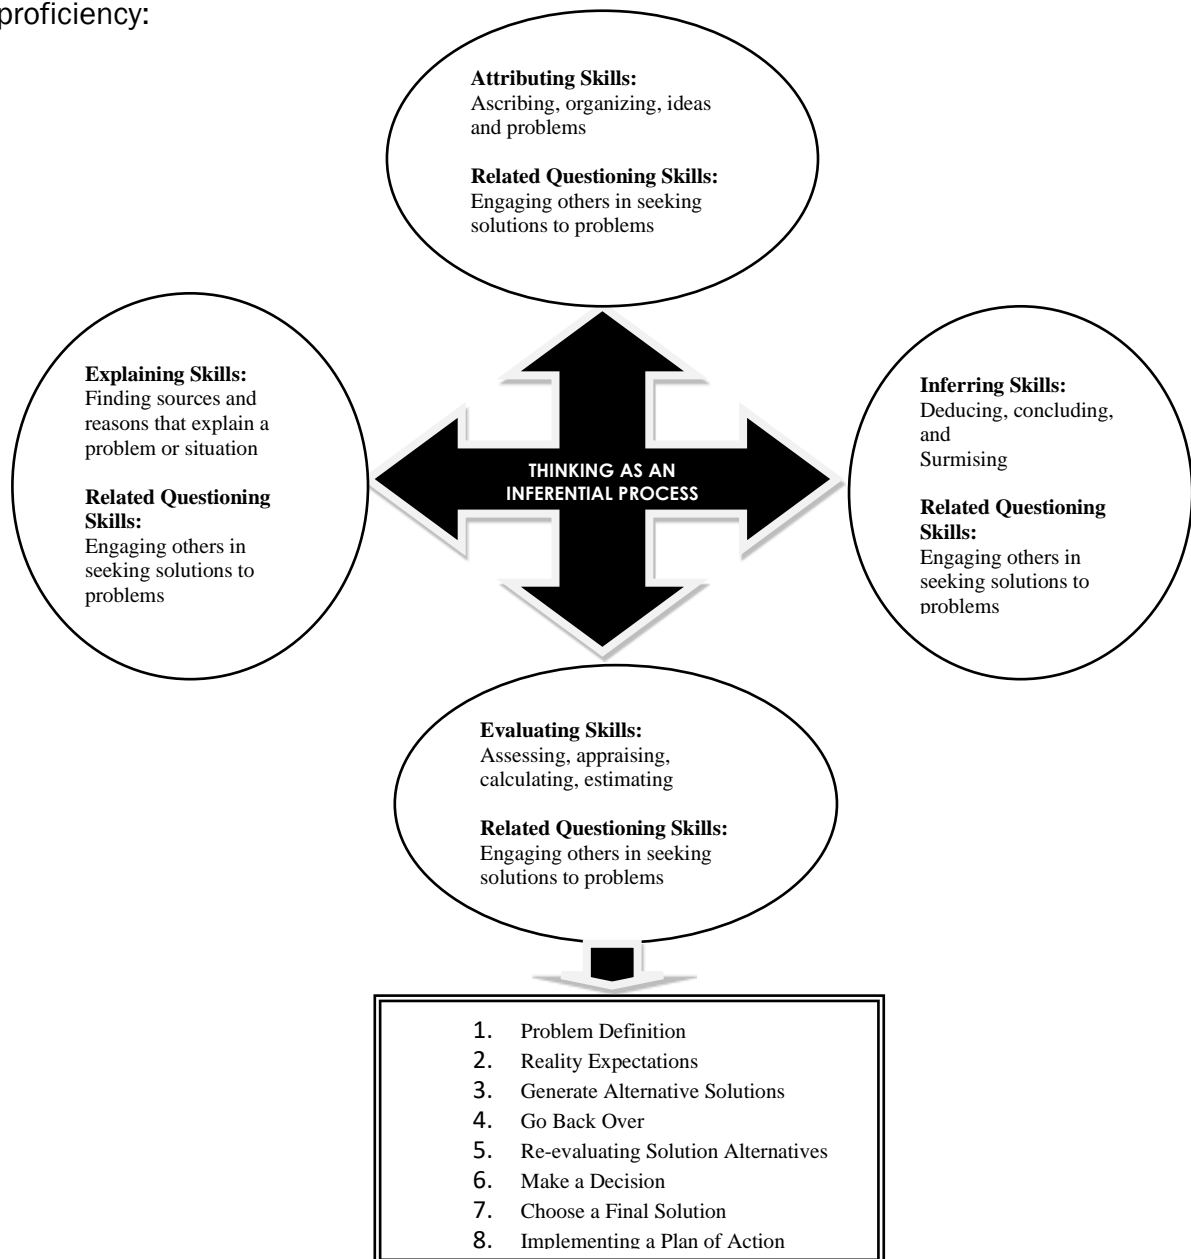 proficiency:
Attributing Skills:
Ascribing, organizing, ideas
and problems
Related Questioning Skills:
Engaging others in seeking
solutions to problems
Explaining Skills:
Finding sources and
reasons that explain a
problem or situation
Related Questioning
Skills:
Engaging others in
seeking solutions to
problems
THINKING AS AN
INFERENTIAL PROCESS
Inferring Skills:
Deducing, concluding,
and
Surmising
Related Questioning
Skills:
Engaging others in
seeking solutions to
problems
Evaluating Skills:
Assessing, appraising,
calculating, estimating
Related Questioning Skills:
Engaging others in seeking
solutions to problems
1. Problem Definition
2. Reality Expectations
3. Generate Alternative Solutions
4. Go Back Over
5. Re-evaluating Solution Alternatives
6. Make a Decision
7. Choose a Final Solution
8. Implementing a Plan of Action